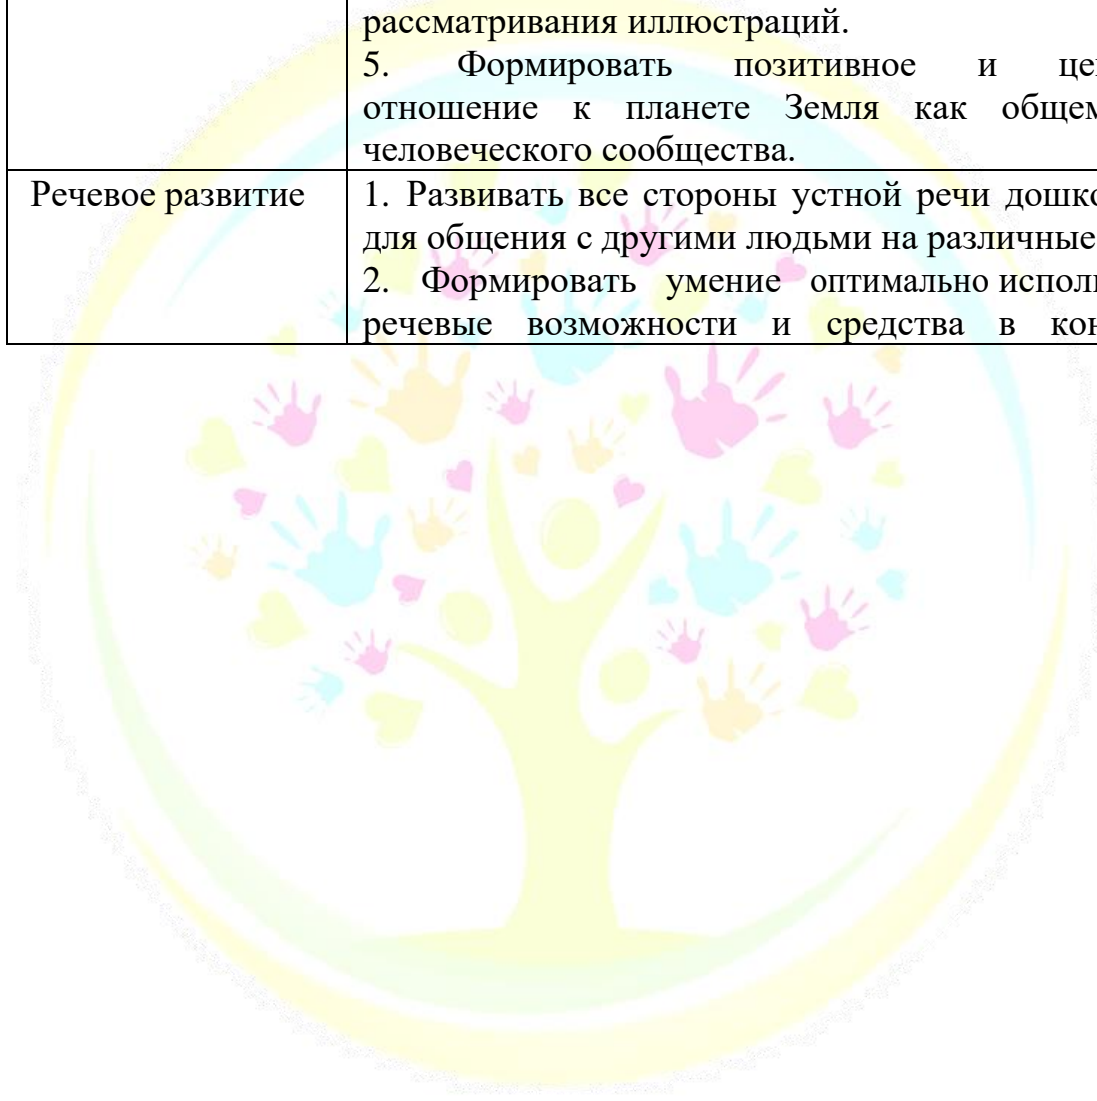 рассматривания иллюстраций.
5. Формировать позитивное и
отношение к планете Земля как
человеческого сообщества.
Речевое развитие
1. Развивать все стороны устной речи
для общения с другими людьми на различные
2. Формировать умение оптимально
речевые возможности и средства в